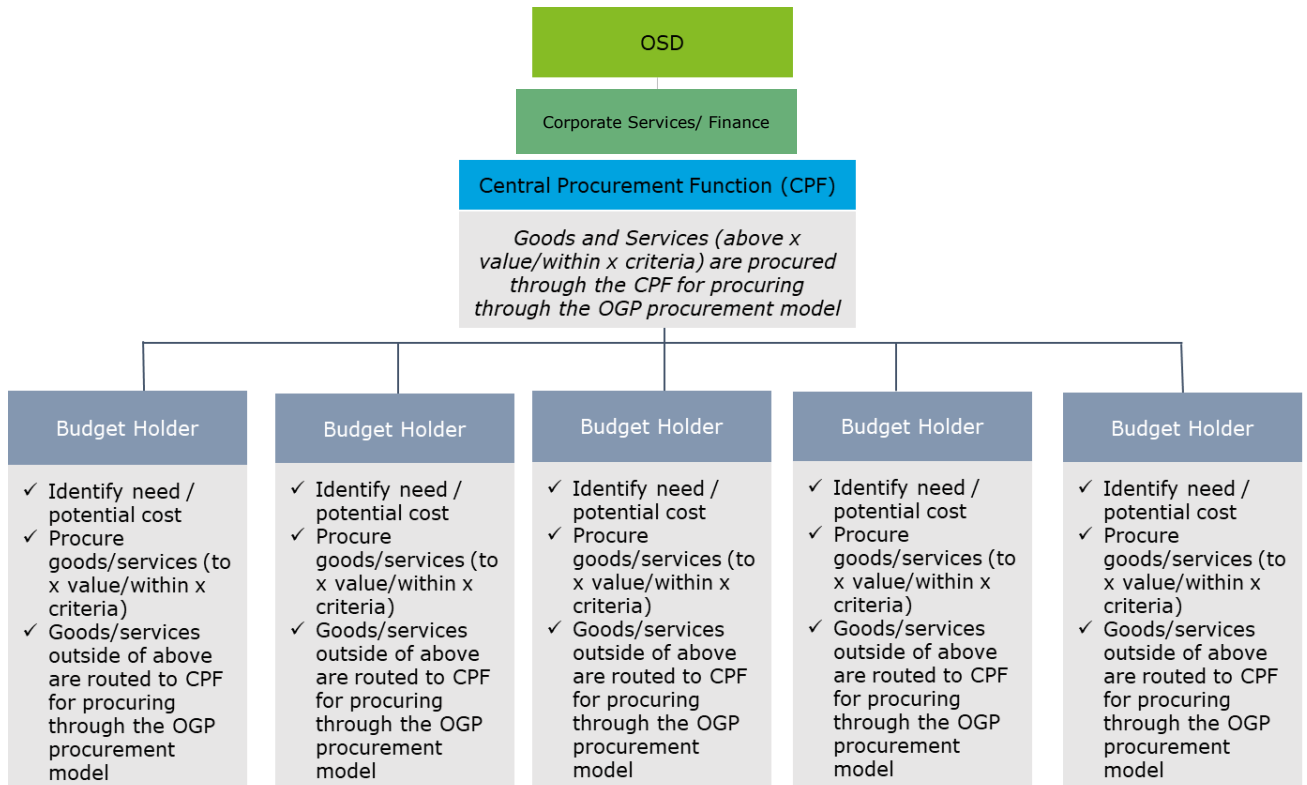 OSD
Corporate Services/ Finance
Central Procurement Function (CPF)
Goods and Services (above x
value/within x criteria) are procured
through the CPF for procuring
through the OGP procurement model
Budget Holder
✓ Identify need /
potential cost
✓ Procure
goods/services (to
x value/within x
criteria)
✓ Goods/services
outside of above
are routed to CPF
for procuring
through the OGP
procurement
model
Budget Holder
✓ Identify need /
potential cost
✓ Procure
goods/services (to
x value/within x
criteria)
✓ Goods/services
outside of above
are routed to CPF
for procuring
through the OGP
procurement
model
Budget Holder
✓ Identify need /
potential cost
✓ Procure
goods/services (to
x value/within x
criteria)
✓ Goods/services
outside of above
are routed to CPF
for procuring
through the OGP
procurement
model
Budget Holder
✓ Identify need /
potential cost
✓ Procure
goods/services (to
x value/within x
criteria)
✓ Goods/services
outside of above
are routed to CPF
for procuring
through the OGP
procurement
model
Budget Holder
✓ Identify need /
potential cost
✓ Procure
goods/services (to
x value/within x
criteria)
✓ Goods/services
outside of above
are routed to CPF
for procuring
through the OGP
procurement
model